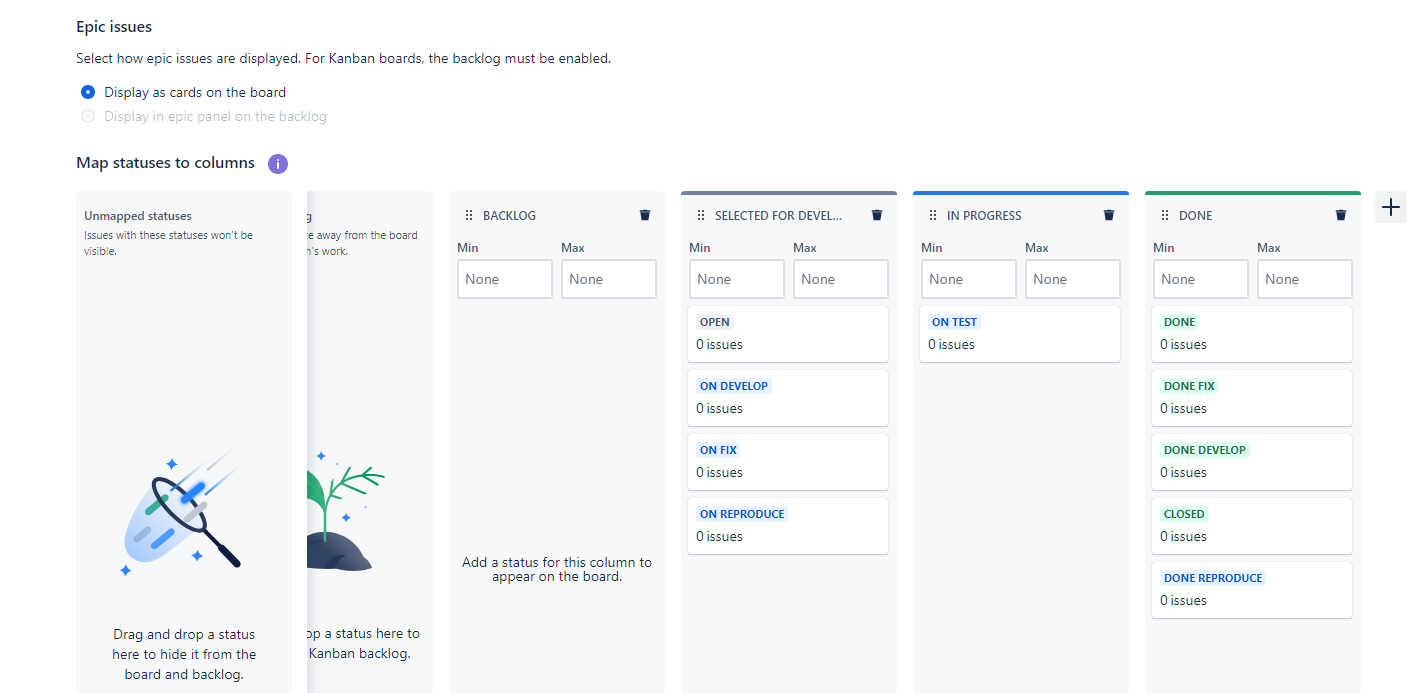 Epic issues
Select how epic issues are displayed. For Kanban boards, the backlog must be enabled.
Display as cards on the board
Display in epic panel on the backlog
Map statuses to columns
Unmapped statuses
Issues with these statuses won't be
visible.
Drag and drop a status
here to hide it from the
board and backlog.
away from the board
work.
a status here to
Kanban backlog.
BACKLOG
Min Max
None None
Add a status for this column to
appear on the board.
SELECTED FOR DEVEL...
Min Max
None None
OPEN
0 issues
ON DEVELOP
0 issues
ON FIX
0 issues
ON REPRODUCE
0 issues
IN PROGRESS
Min Max
None None
ON TEST
0 issues
DONE
Min Max
None None
DONE
0 issues
DONE FIX
0 issues
DONE DEVELOP
0 issues
CLOSED
0 issues
DONE REPRODUCE
0 issues